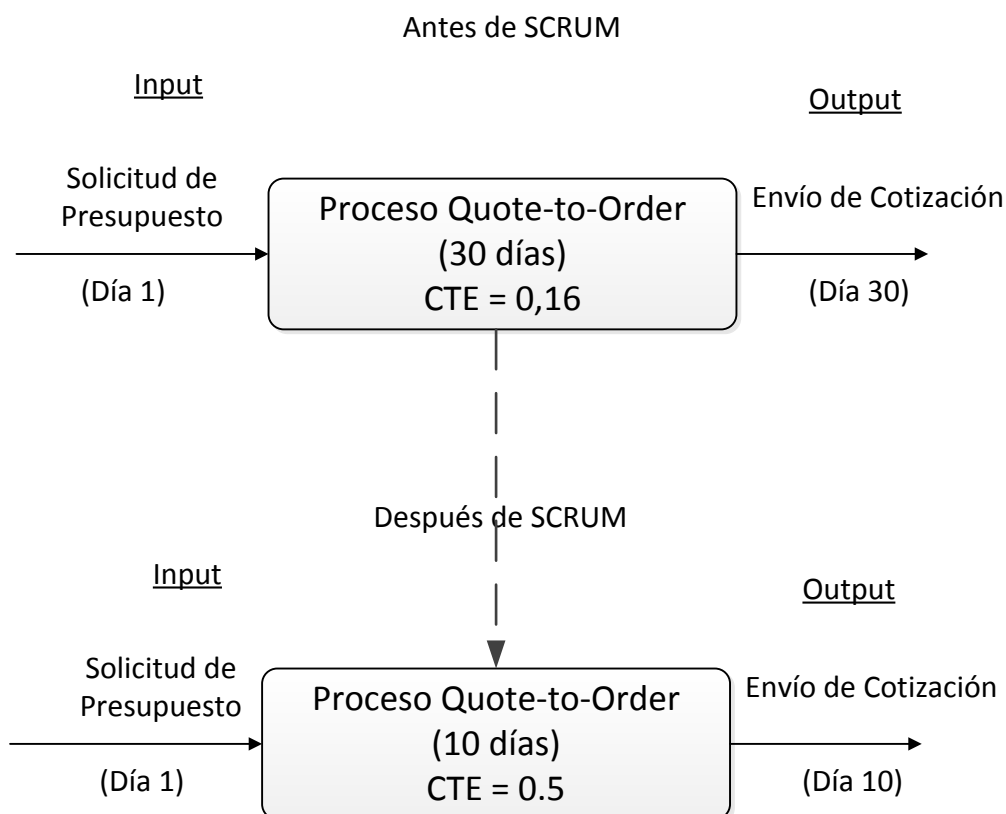 Antes de SCRUM
Input
Output
Solicitud de
Presupuesto
(Día 1)
Proceso Quote-to-Order
(30 días)
CTE = 0,16
Envío de Cotización
(Día 30)
Después de SCRUM
Input
Output
Solicitud de
Presupuesto
(Día 1)
Proceso Quote-to-Order
(10 días)
CTE = 0.5
Envío de Cotización
(Día 10)